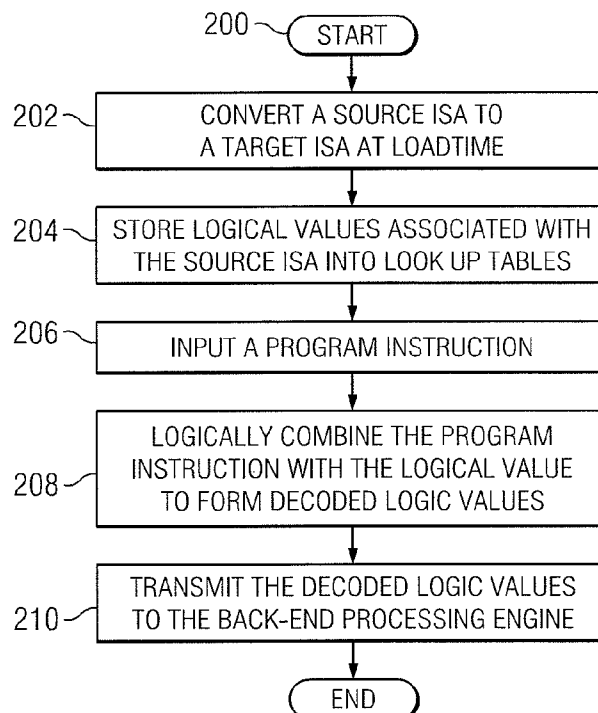 200 START
202 CONVERT A SOURCE ISA TO
A TARGET ISA AT LOADTIME
204 STORE LOGICAL VALUES ASSOCIATED WITH
THE SOURCE ISA INTO LOOK UP TABLES
206 INPUT A PROGRAM INSTRUCTION
LOGICALLY COMBINE THE PROGRAM
208 INSTRUCTION WITH THE LOGICAL VALUE
TO FORM DECODED LOGIC VALUES
TRANSMIT THE DECODED LOGIC VALUES
210 TO THE BACK-END PROCESSING ENGINE
END